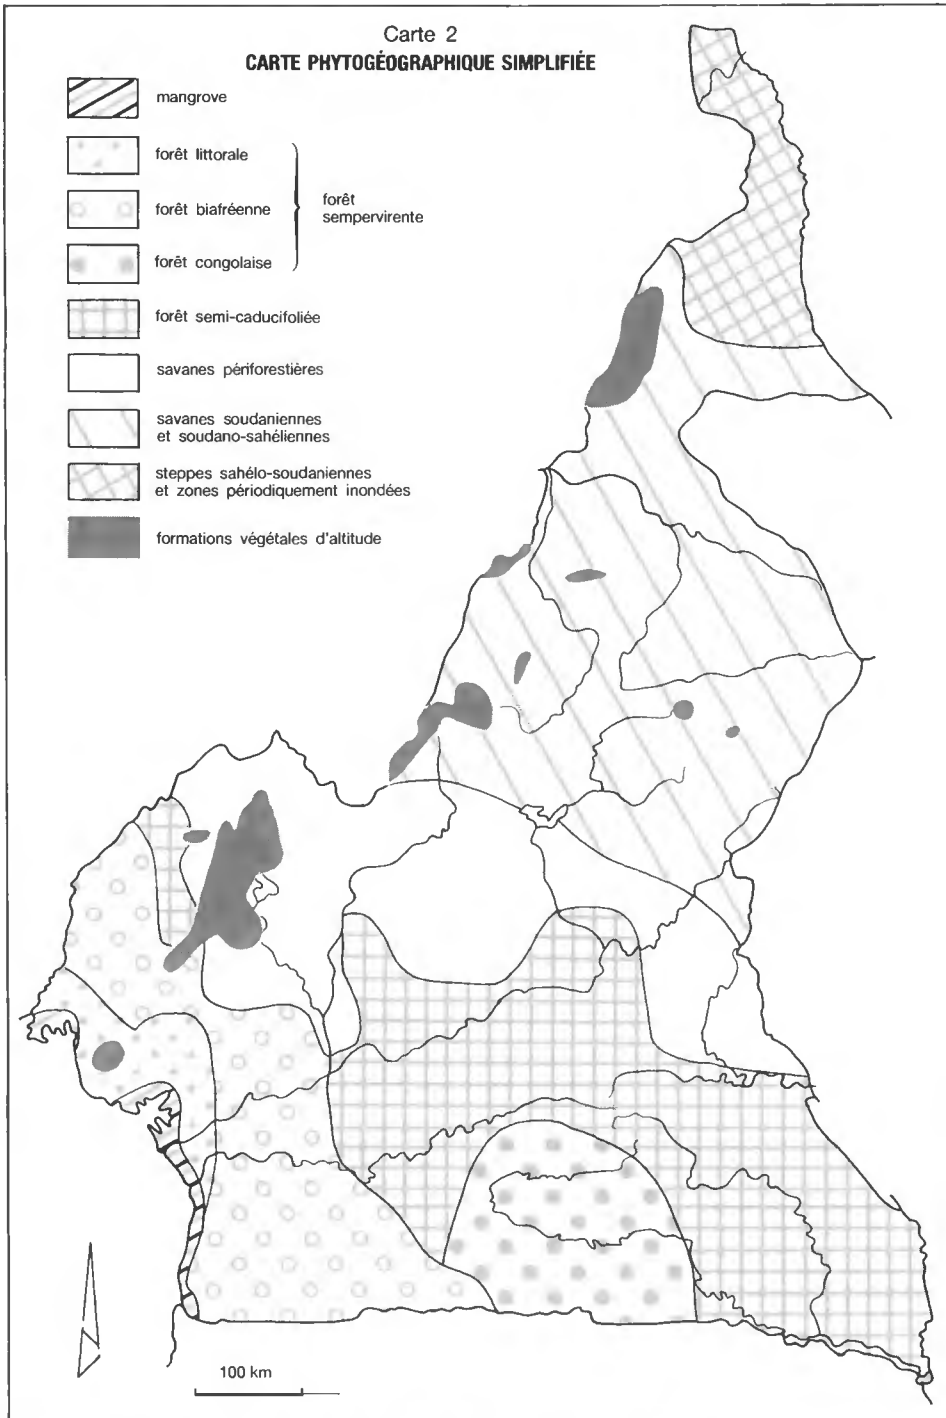 Carte 2
CARTE PHYTOGÉOGRAPHIQUE SIMPLIFIÉE
mangrove
forêt littorale
forêt biafréenne
forêt congolaise
forêt
sempervirente
forêt semi-caducifoliée
savanes périforestières
savanes soudaniennes
et soudano-sahéliennes
steppes sahélo-soudaniennes
et zones périodiquement inondées
formations végétales d'altitude
100 km